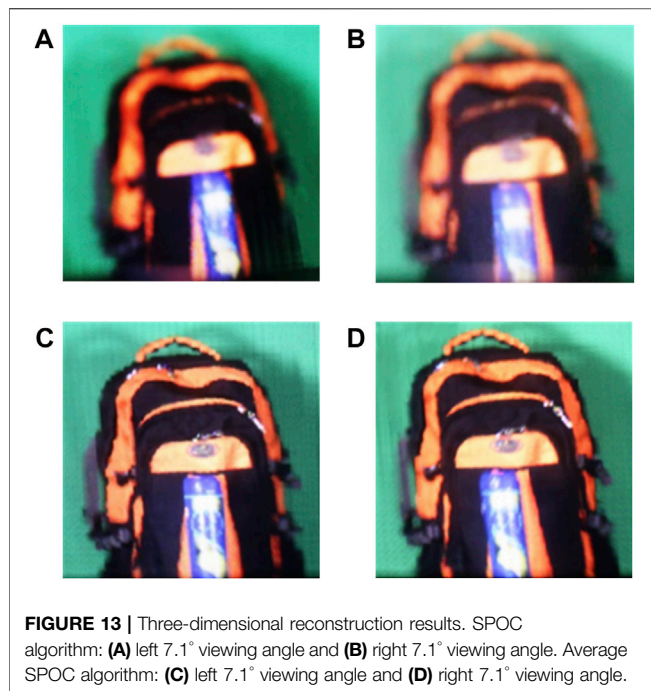 A
B
C
D
FIGURE 13 | Three-dimensional reconstruction results. SPOC
algorithm: (A) left 7.1° viewing angle and (B) right 7.1° viewing angle. Average
SPOC algorithm: (C) left 7.1° viewing angle and (D) right 7.1° viewing angle.